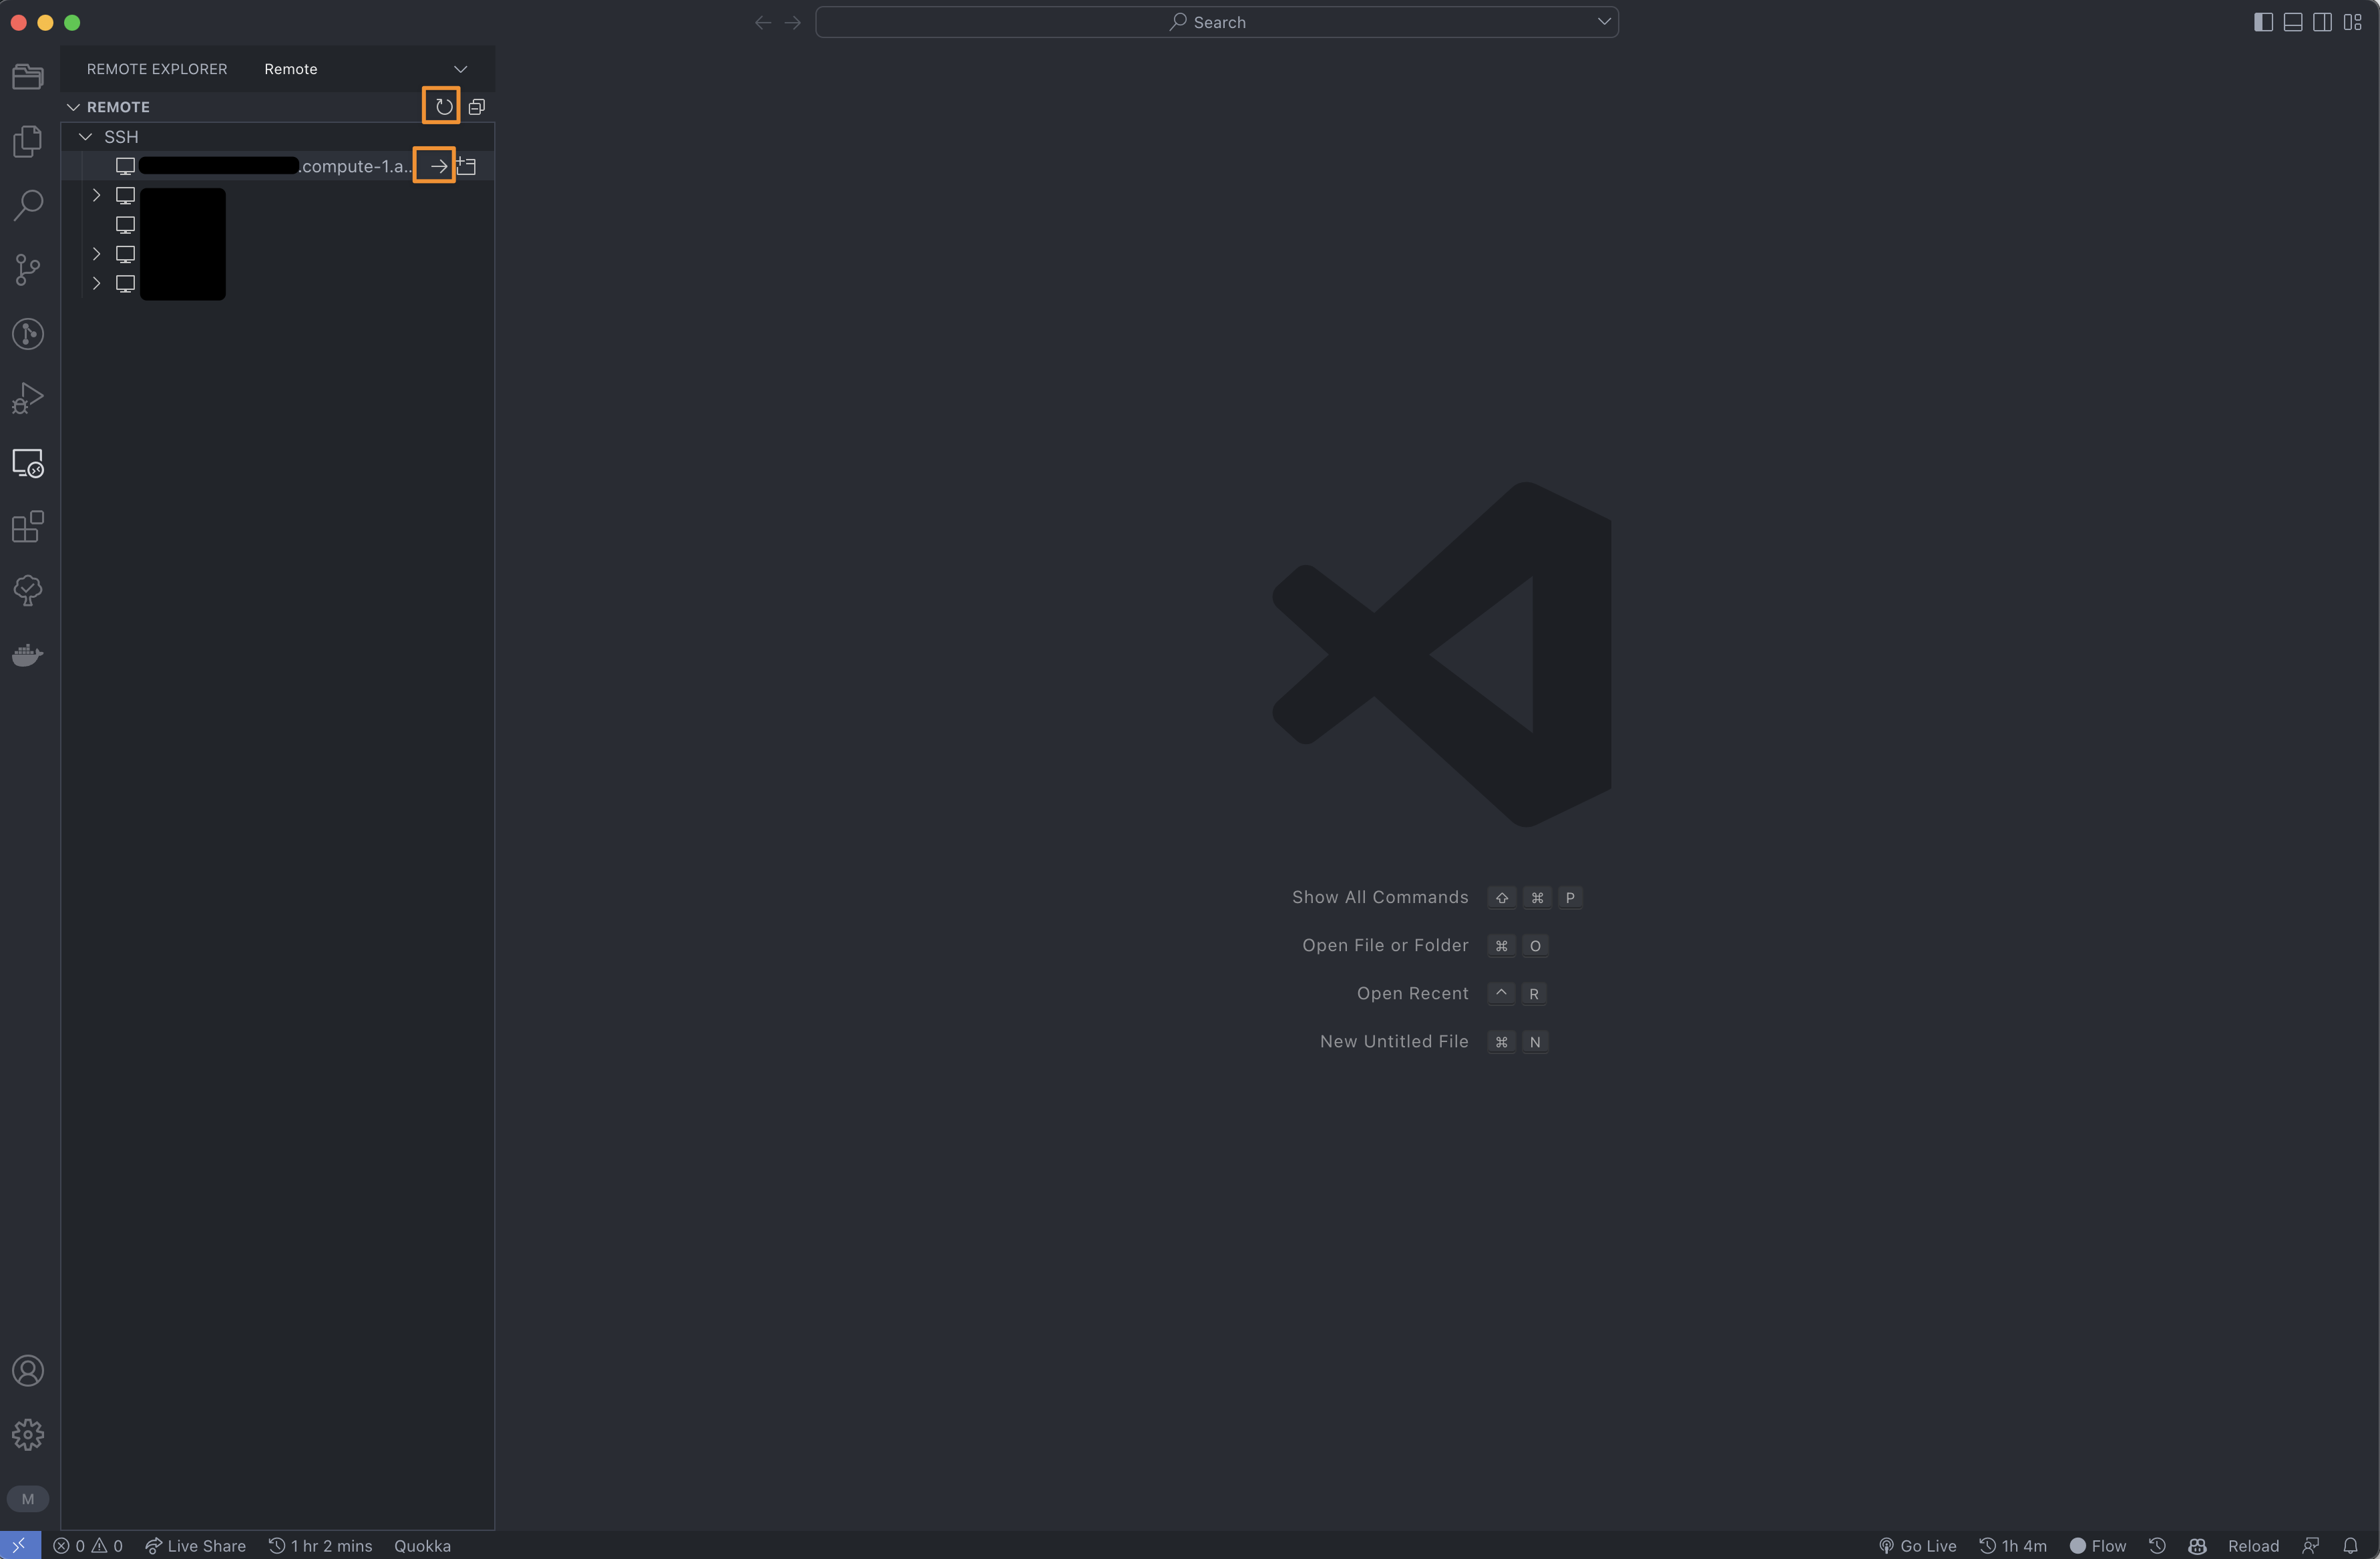 Search
REMOTE EXPLORER Remote
REMOTE
SSH
.compute-1.a..
Show All Commands ⇧ ⌘ P
Open File or Folder ⌘ O
Open Recent ^ R
New Untitled File ⌘ N
M
0 0 Live Share 1 hr 2 mins Quokka Go Live 1h 4m Flow Reload